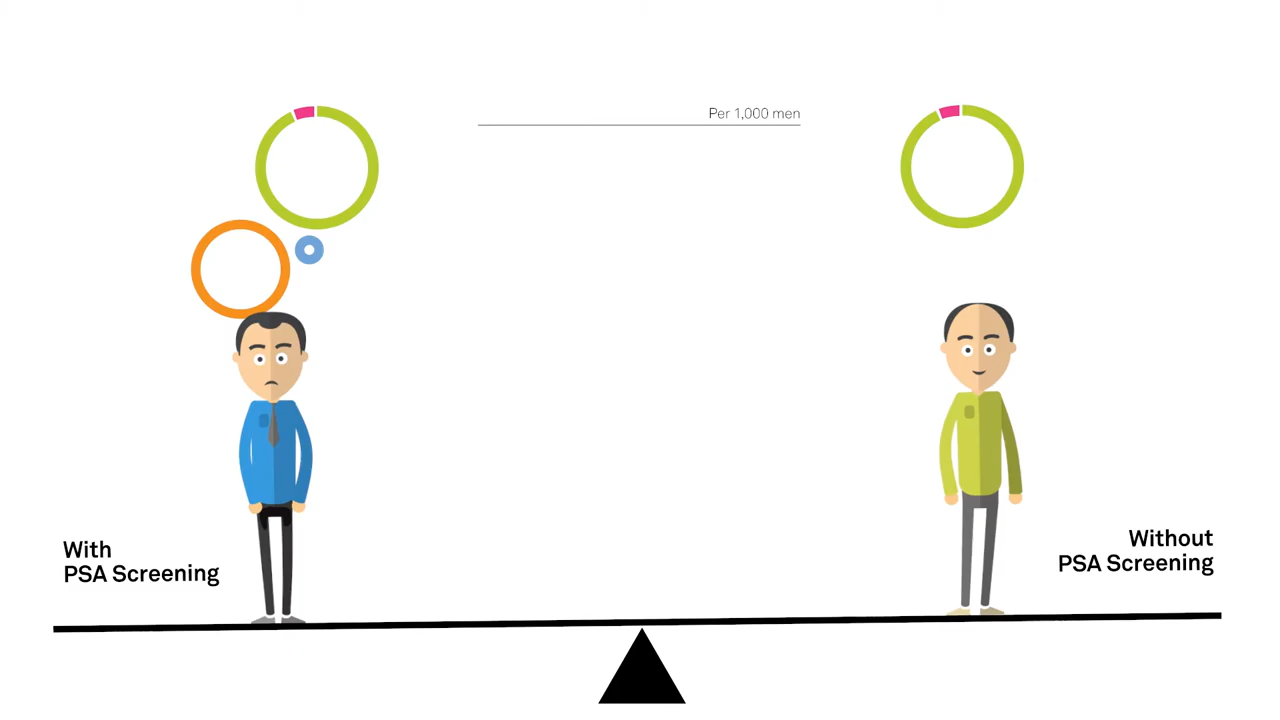 Per 1,000 men
With
PSA Screening
Without
PSA Screening